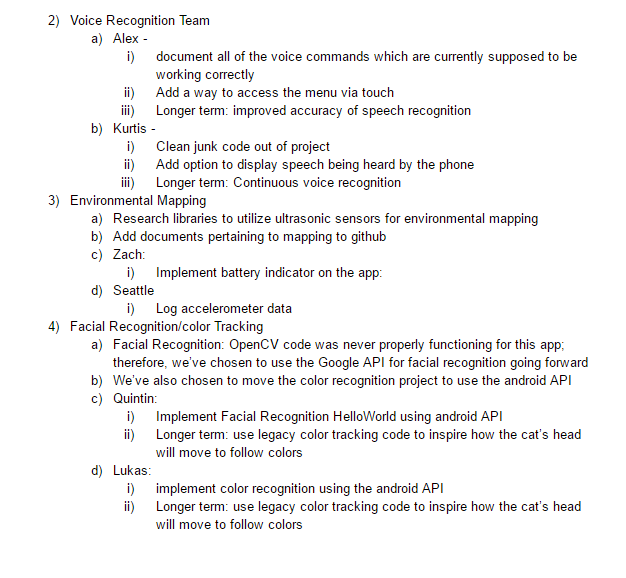 2) Voice Recognition Team
a) Alex -
i) document all of the voice commands which are currently supposed to be
working correctly
ii) Add a way to access the menu via touch
iii) Longer term: improved accuracy of speech recognition
b) Kurtis -
i) Clean junk code out of project
ii) Add option to display speech being heard by the phone
iii) Longer term: Continuous voice recognition
3) Environmental Mapping
a) Research libraries to utilize ultrasonic sensors for environmental mapping
b) Add documents pertaining to mapping to github
c) Zach:
i) Implement battery indicator on the app:
d) Seattle
i) Log accelerometer data
4) Facial Recognition/color Tracking
a) Facial Recognition: OpenCV code was never properly functioning for this app;
therefore, we've chosen to use the Google API for facial recognition going forward
b) We've also chosen to move the color recognition project to use the android API
c) Quintin:
i) Implement Facial Recognition HelloWorld using android API
ii) Longer term: use legacy color tracking code to inspire how the cat's head
will move to follow colors
d) Lukas:
i) implement color recognition using the android API
ii) Longer term: use legacy color tracking code to inspire how the cat's head
will move to follow colors